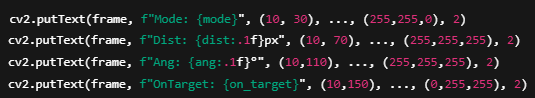 cv2.putText(frame, f"Mode: {mode}", (10, 30), ..., (255,255,0), 2)
cv2.putText(frame, f"Dist: {dist:.1f}px", (10, 70), ..., (255,255,255), 2)
cv2.putText(frame, f"Ang: {ang:.1f}°", (10,110), ..., (255,255,255), 2)
cv2.putText(frame, f"OnTarget: {on_target}", (10,150), ..., (0,255,255), 2)